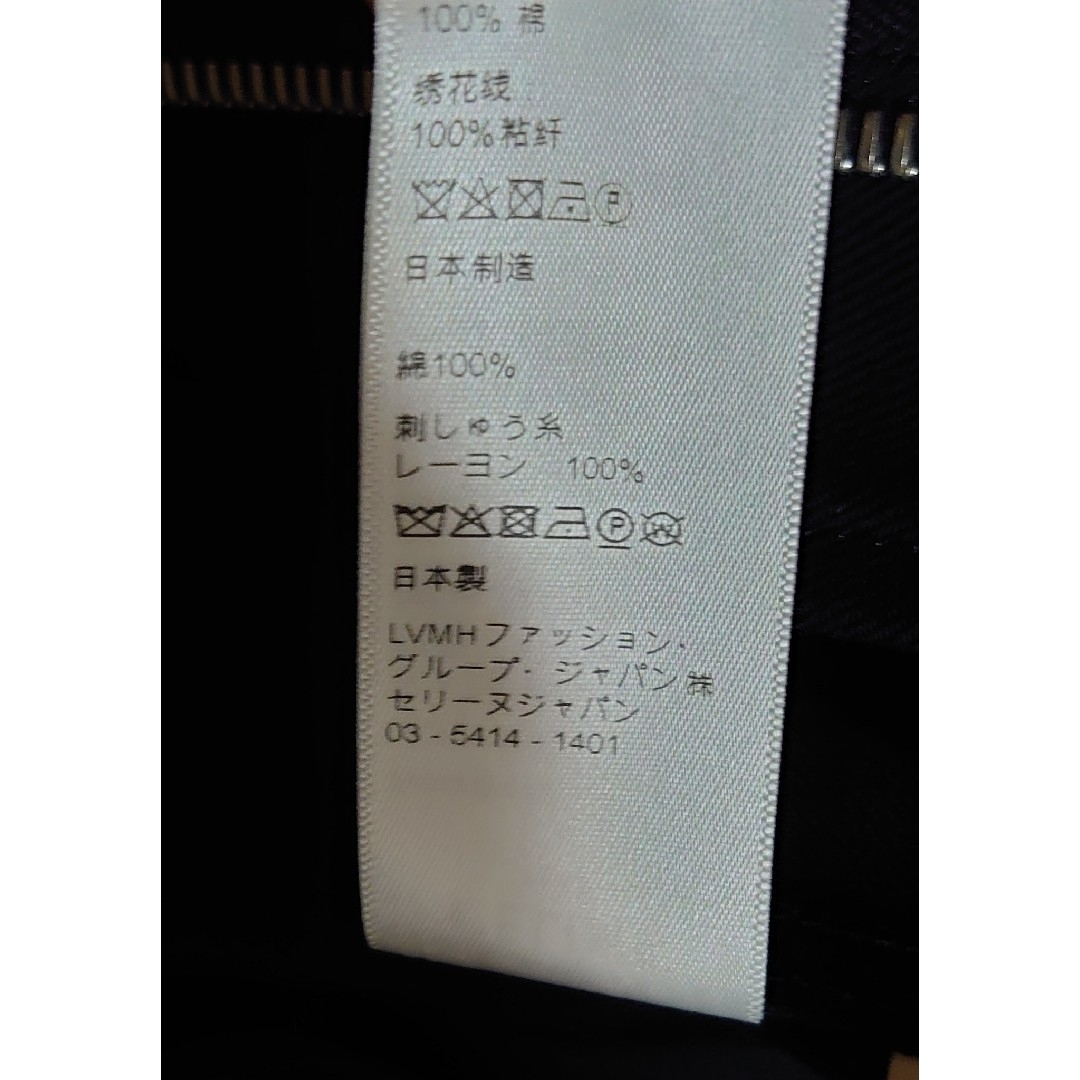 100% 棉
绣花线
100%粘纤
P
日本制造
綿100%
刺しゅう糸
レーヨン 100%
P W
日本製
LVMHファッション・
グループ・ジャパン㈱
セリーヌジャパン
03 - 5414 - 1401